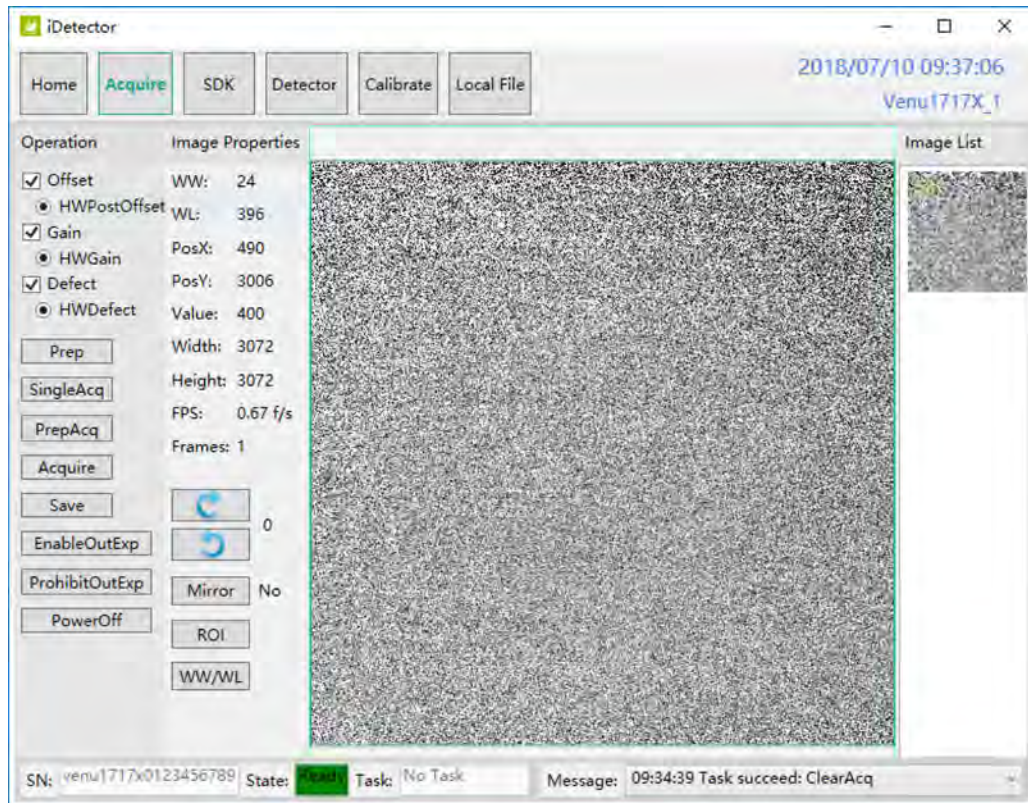 iDetector
Home Acquire SDK Detector Calibrate Local File
2018/07/10 09:37:06
Venu1717X_1
Operation
Offset
HWPostOffset
Gain
HWGain
Defect
HWDefect
Prep
SingleAcq
PrepAcq
Acquire
Save
EnableOutExp
ProhibitOutExp
PowerOff
Image Properties
WW: 24
WL: 396
PosX: 490
PosY: 3006
Value: 400
Width: 3072
Height: 3072
FPS: 0.67 f/s
Frames: 1
0
Mirror No
ROI
WW/WL
Image List
SN: venu1717x0123456789 State: Ready Task: No Task Message: 09:34:39 Task succeed: ClearAcq